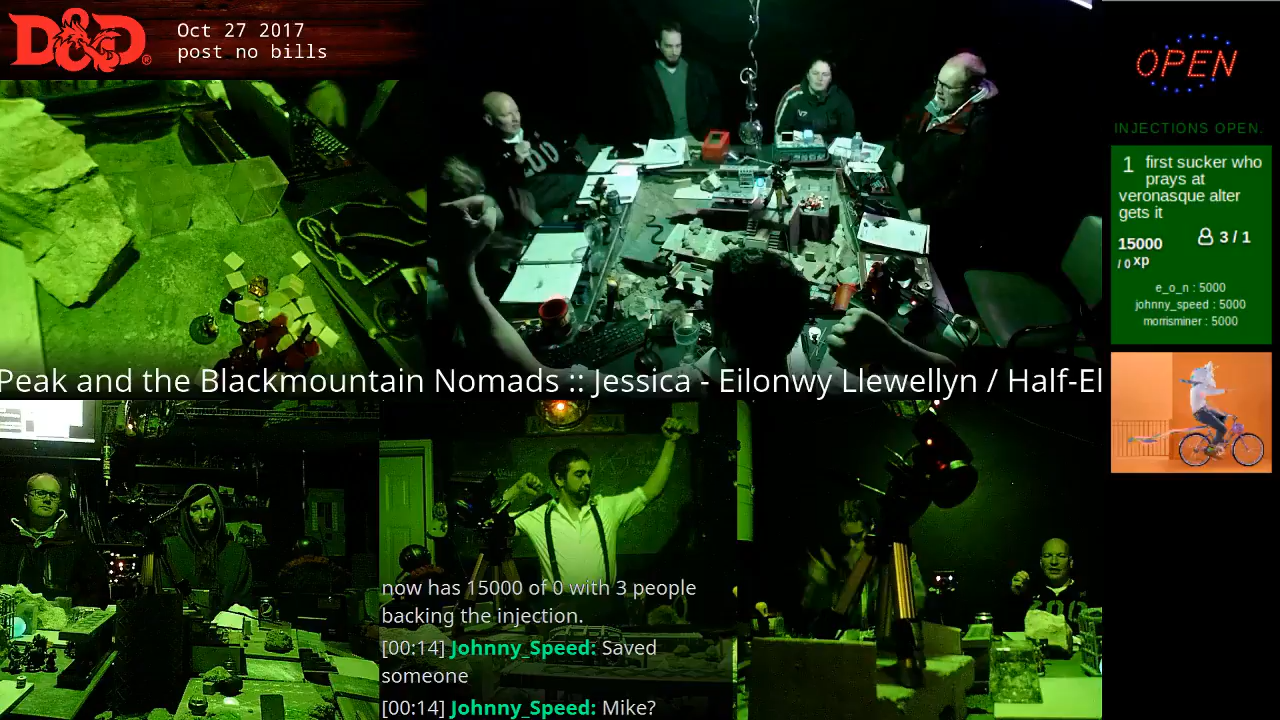 D&D®
Oct 27 2017
post no bills
OPEN
INJECTIONS OPEN.
1 first sucker who
prays at
veronasque alter
gets it
15000
/ 0 xp
3 / 1
e_o_n : 5000
johnny_speed : 5000
morrisminer : 5000
Peak and the Blackmountain Nomads :: Jessica - Eilonwy Llewellyn / Half-El
now has 15000 of 0 with 3 people
backing the injection.
[00:14] Johnny_Speed: Saved
someone
[00:14] Johnny_Speed: Mike?